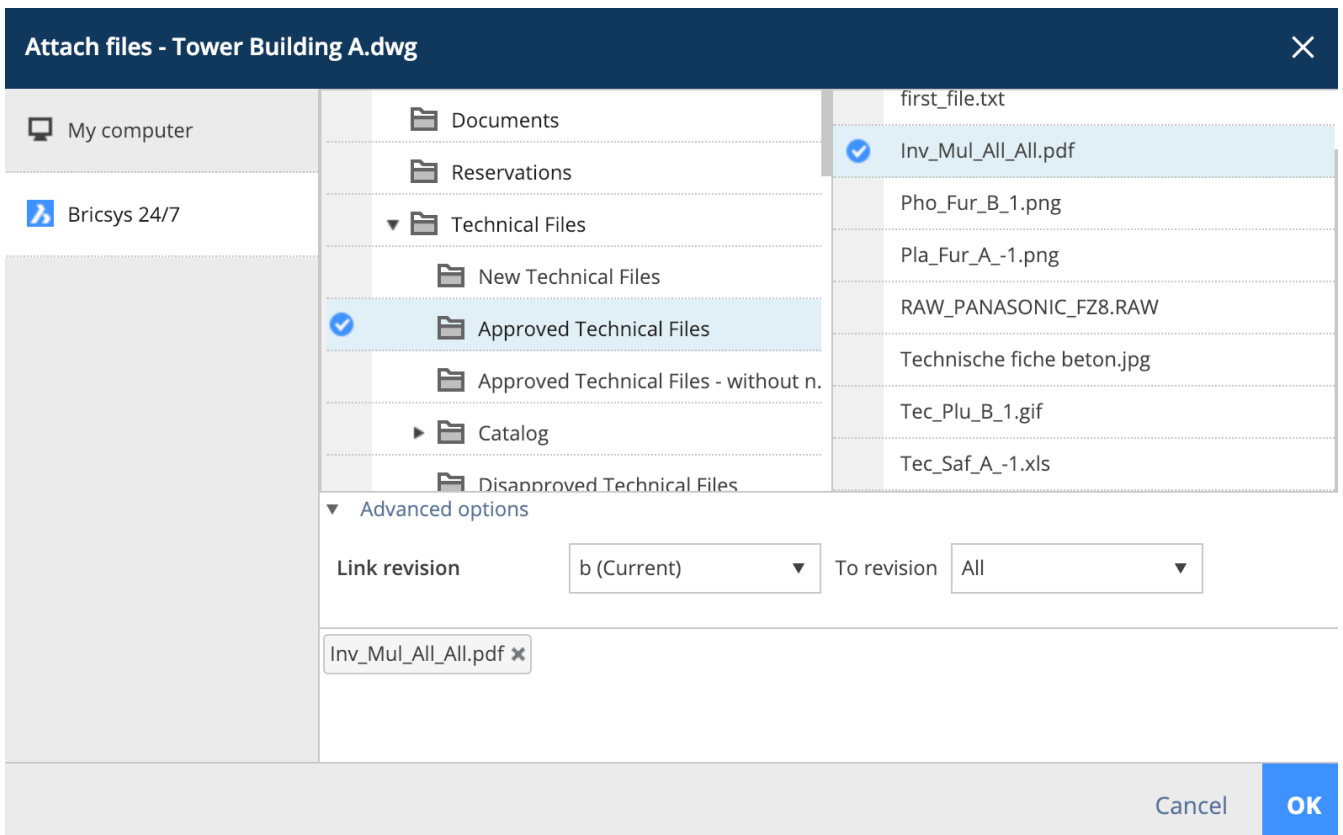 Attach files - Tower Building A.dwg
My computer
Bricsys 24/7
Documents
Reservations
Technical Files
New Technical Files
Approved Technical Files
Approved Technical Files - without n.
Catalog
Disapproved Technical Files
first_file.txt
Inv_Mul_All_All.pdf
Pho_Fur_B_1.png
Pla_Fur_A_-1.png
RAW_PANASONIC_FZ8.RAW
Technische fiche beton.jpg
Tec_Plu_B_1.gif
Tec_Saf_A_-1.xls
Advanced options
Link revision b (Current) To revision All
Inv_Mul_All_All.pdf
Cancel OK